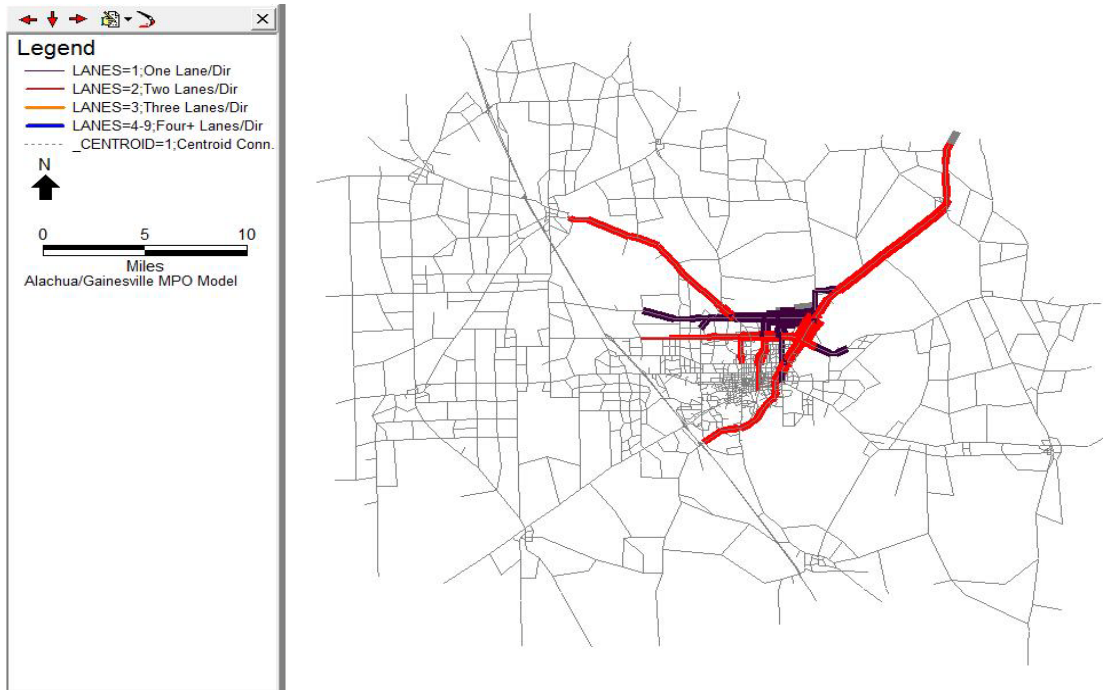 Legend
LANES=1;One Lane/Dir
LANES=2;Two Lanes/Dir
LANES=3;Three Lanes/Dir
LANES=4-9;Four+ Lanes/Dir
_CENTROID=1;Centroid Conn.
N
0 5 10
Miles
Alachua/Gainesville MPO Model